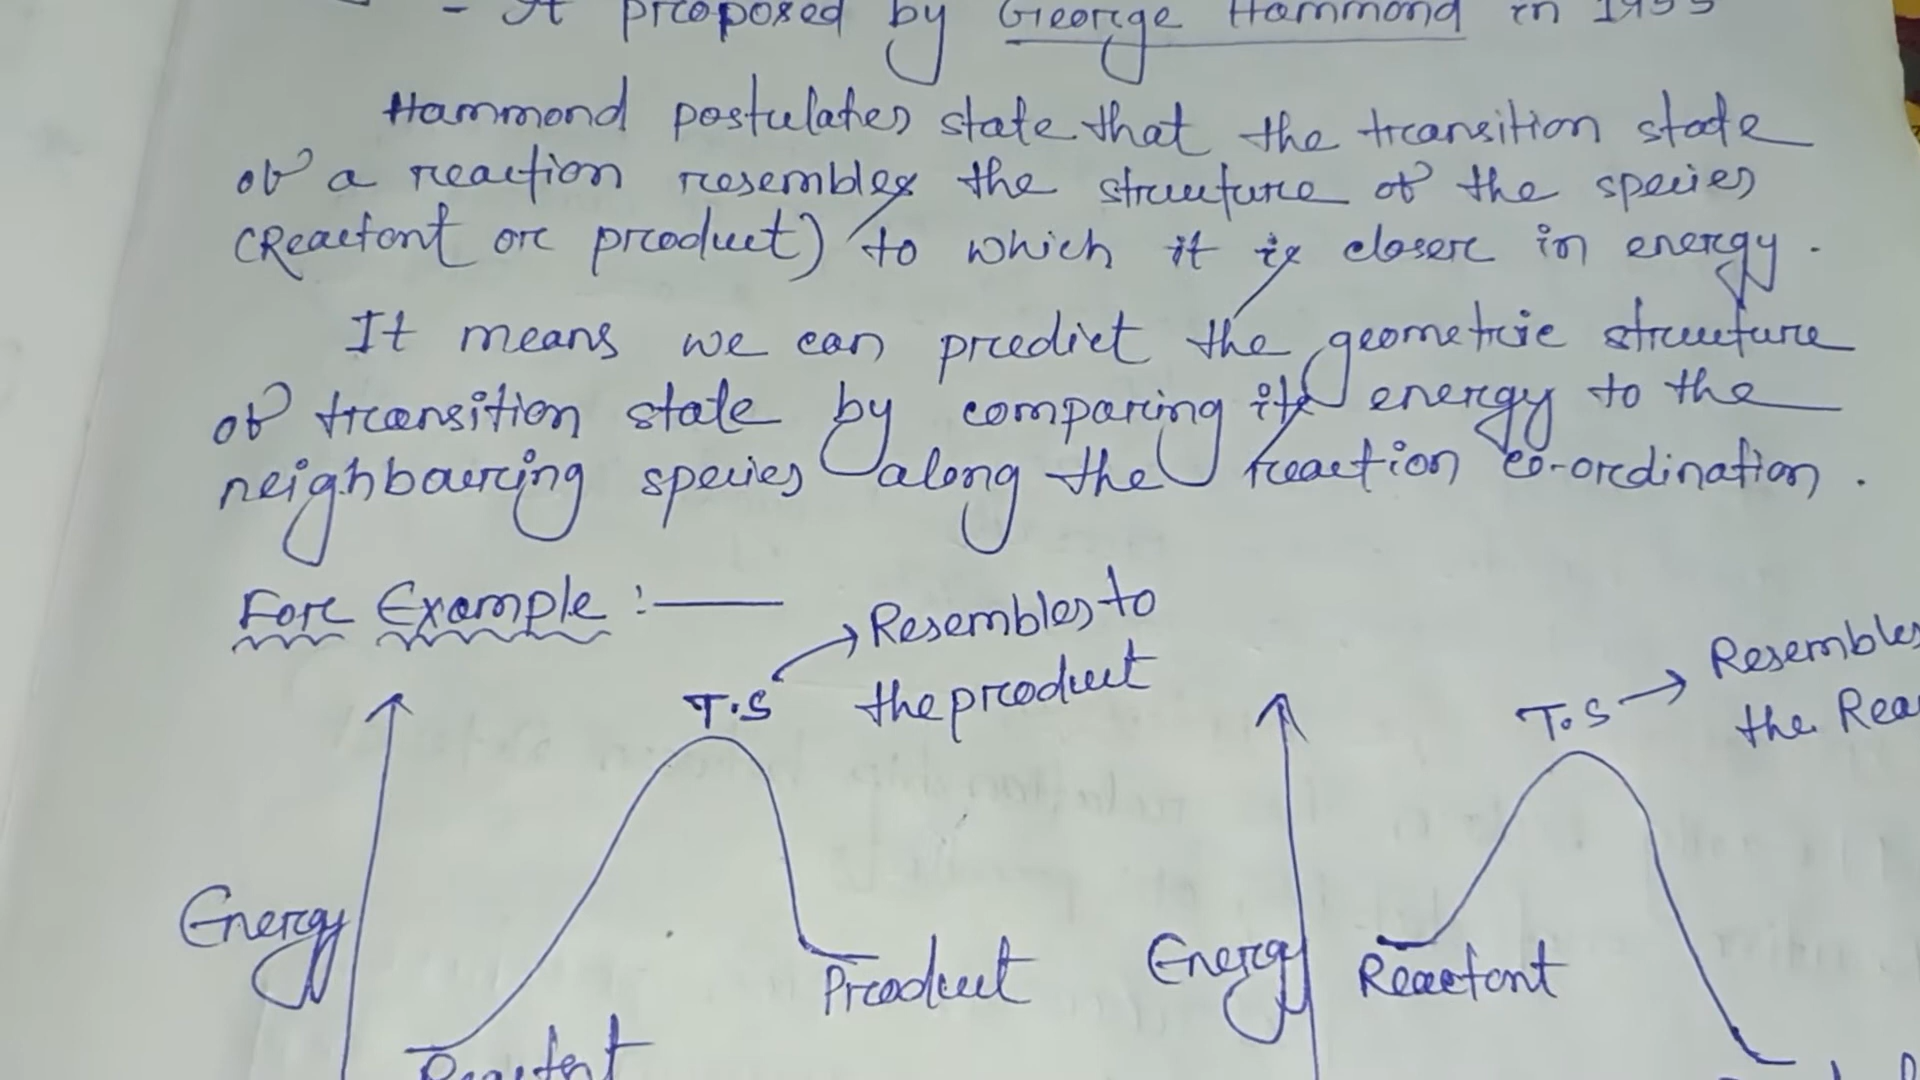 - It proposed by George Hammond in 1955
Hammond postulates state that the transition state
of a reaction resembles the structure of the species
(Reactant or product) to which it is closer in energy.
It means we can predict the geometric structure
of transition state by comparing its energy to the
neighbouring species along the reaction co-ordination.
For Example :-
Resembles to
the product
T.S
Resembles
the Rea
T.S
Energy
Product
Reactant
Energy
Reactant